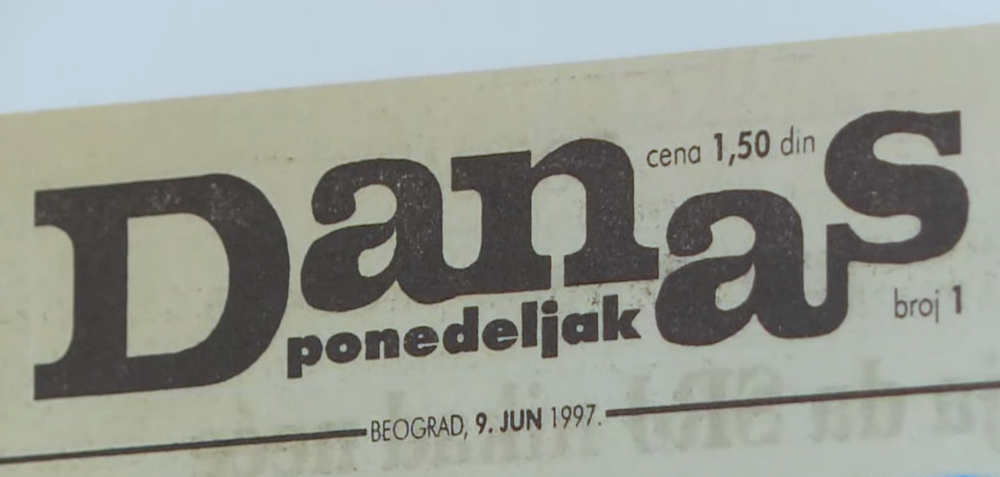 Danas
cena 1,50 din
ponedeljak
broj 1
BEOGRAD, 9. JUN 1997.